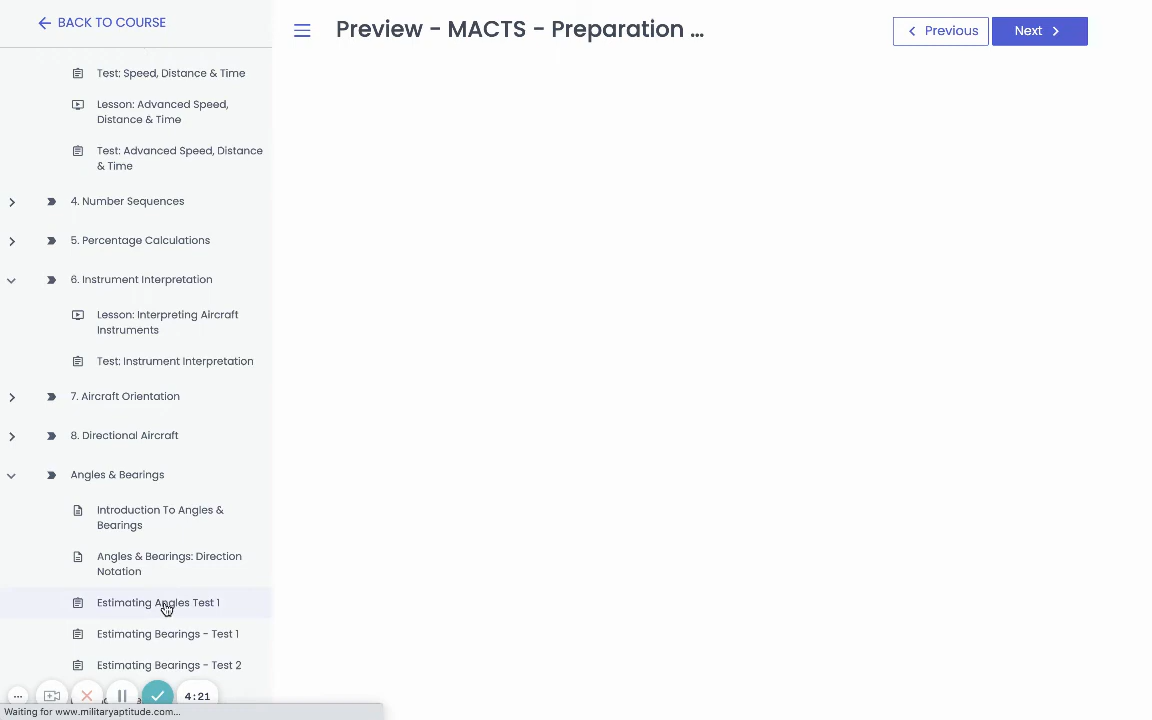 BACK TO COURSE
Preview - MACTS - Preparation ...
Previous
Next
Test: Speed, Distance & Time
Lesson: Advanced Speed,
Distance & Time
Test: Advanced Speed, Distance
& Time
4. Number Sequences
5. Percentage Calculations
6. Instrument Interpretation
Lesson: Interpreting Aircraft
Instruments
Test: Instrument Interpretation
7. Aircraft Orientation
8. Directional Aircraft
Angles & Bearings
Introduction To Angles &
Bearings
Angles & Bearings: Direction
Notation
Estimating Angles Test 1
Estimating Bearings - Test 1
Estimating Bearings - Test 2
4:21
Waiting for www.militaryaptitude.com...